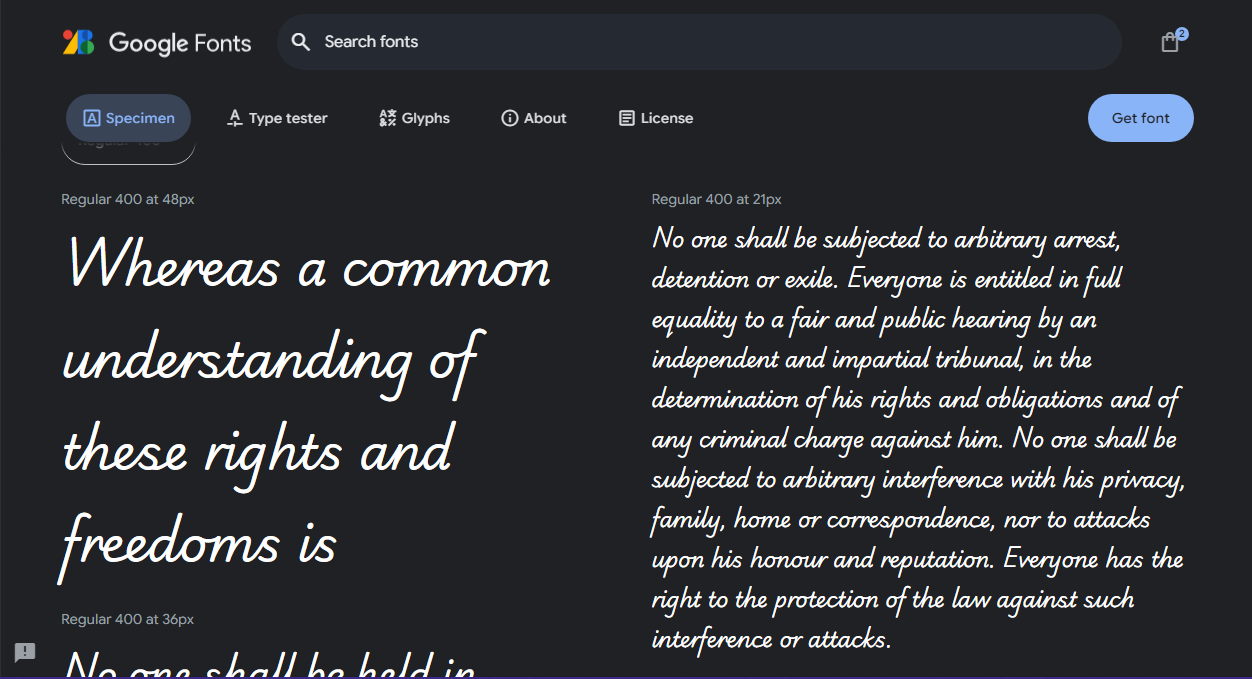 Google Fonts
Search fonts
2
Specimen
Type tester
Glyphs
About
License
Get font
Regular 400
Regular 400 at 48px
Whereas a common
understanding of
these rights and
freedoms is
Regular 400 at 36px
No one shall be held in
Regular 400 at 21px
No one shall be subjected to arbitrary arrest,
detention or exile. Everyone is entitled in full
equality to a fair and public hearing by an
independent and impartial tribunal, in the
determination of his rights and obligations and of
any criminal charge against him. No one shall be
subjected to arbitrary interference with his privacy,
family, home or correspondence, nor to attacks
upon his honour and reputation. Everyone has the
right to the protection of the law against such
interference or attacks.